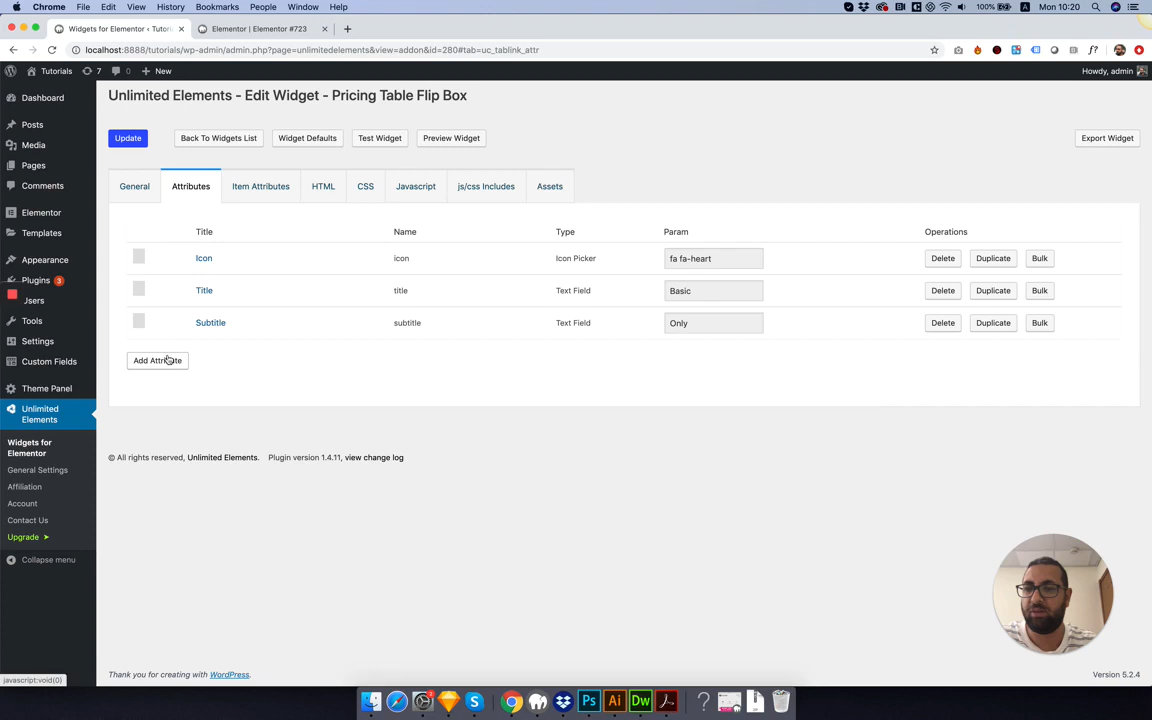 Chrome File Edit View History Bookmarks People Window Help 100% Mon 10:20
Widgets for Elementor ‹ Tutori
Elementor | Elementor #723
localhost:8888/tutorials/wp-admin/admin.php?page=unlimitedelements&view=addon&id=280#tab=uc_tablink_attr
Tutorials 7 0 New Howdy, admin
Dashboard
Posts
Media
Pages
Comments
Elementor
Templates
Appearance
Plugins 3
Jsers
Tools
Settings
Custom Fields
Theme Panel
Unlimited
Elements
Widgets for
Elementor
General Settings
Affiliation
Account
Contact Us
Upgrade ➤
Collapse menu
Unlimited Elements - Edit Widget - Pricing Table Flip Box
Update Back To Widgets List Widget Defaults Test Widget Preview Widget Export Widget
General Attributes Item Attributes HTML CSS Javascript js/css Includes Assets
Title Name Type Param Operations
Icon icon Icon Picker fa fa-heart Delete Duplicate Bulk
Title title Text Field Basic Delete Duplicate Bulk
Subtitle subtitle Text Field Only Delete Duplicate Bulk
Add Attribute
© All rights reserved, Unlimited Elements. Plugin version 1.4.11, view change log
Thank you for creating with WordPress. Version 5.2.4
javascript:void(0)
Ps Ai Dw